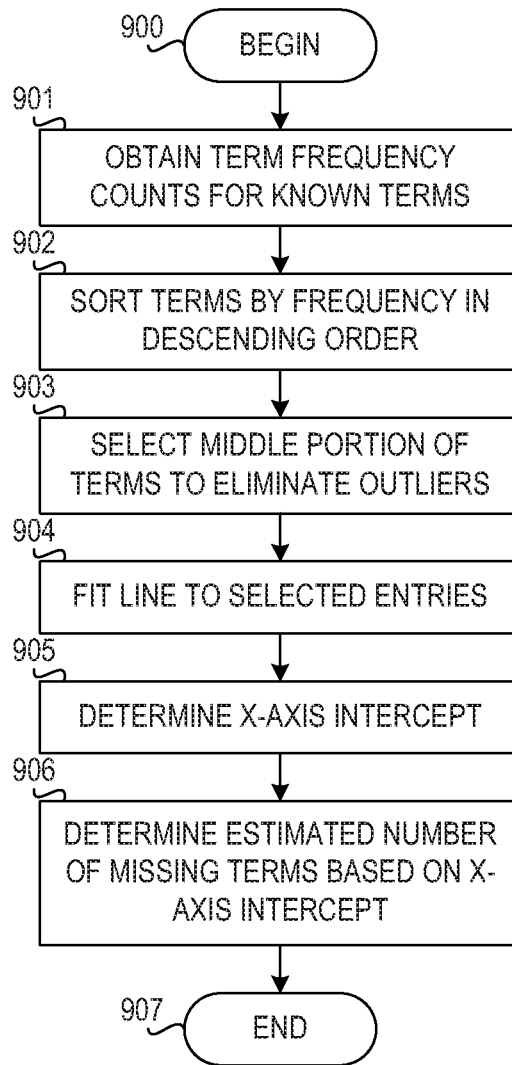 900
BEGIN
901
OBTAIN TERM FREQUENCY
COUNTS FOR KNOWN TERMS
902
SORT TERMS BY FREQUENCY IN
DESCENDING ORDER
903
SELECT MIDDLE PORTION OF
TERMS TO ELIMINATE OUTLIERS
904
FIT LINE TO SELECTED ENTRIES
905
DETERMINE X-AXIS INTERCEPT
906
DETERMINE ESTIMATED NUMBER
OF MISSING TERMS BASED ON X-
AXIS INTERCEPT
907
END